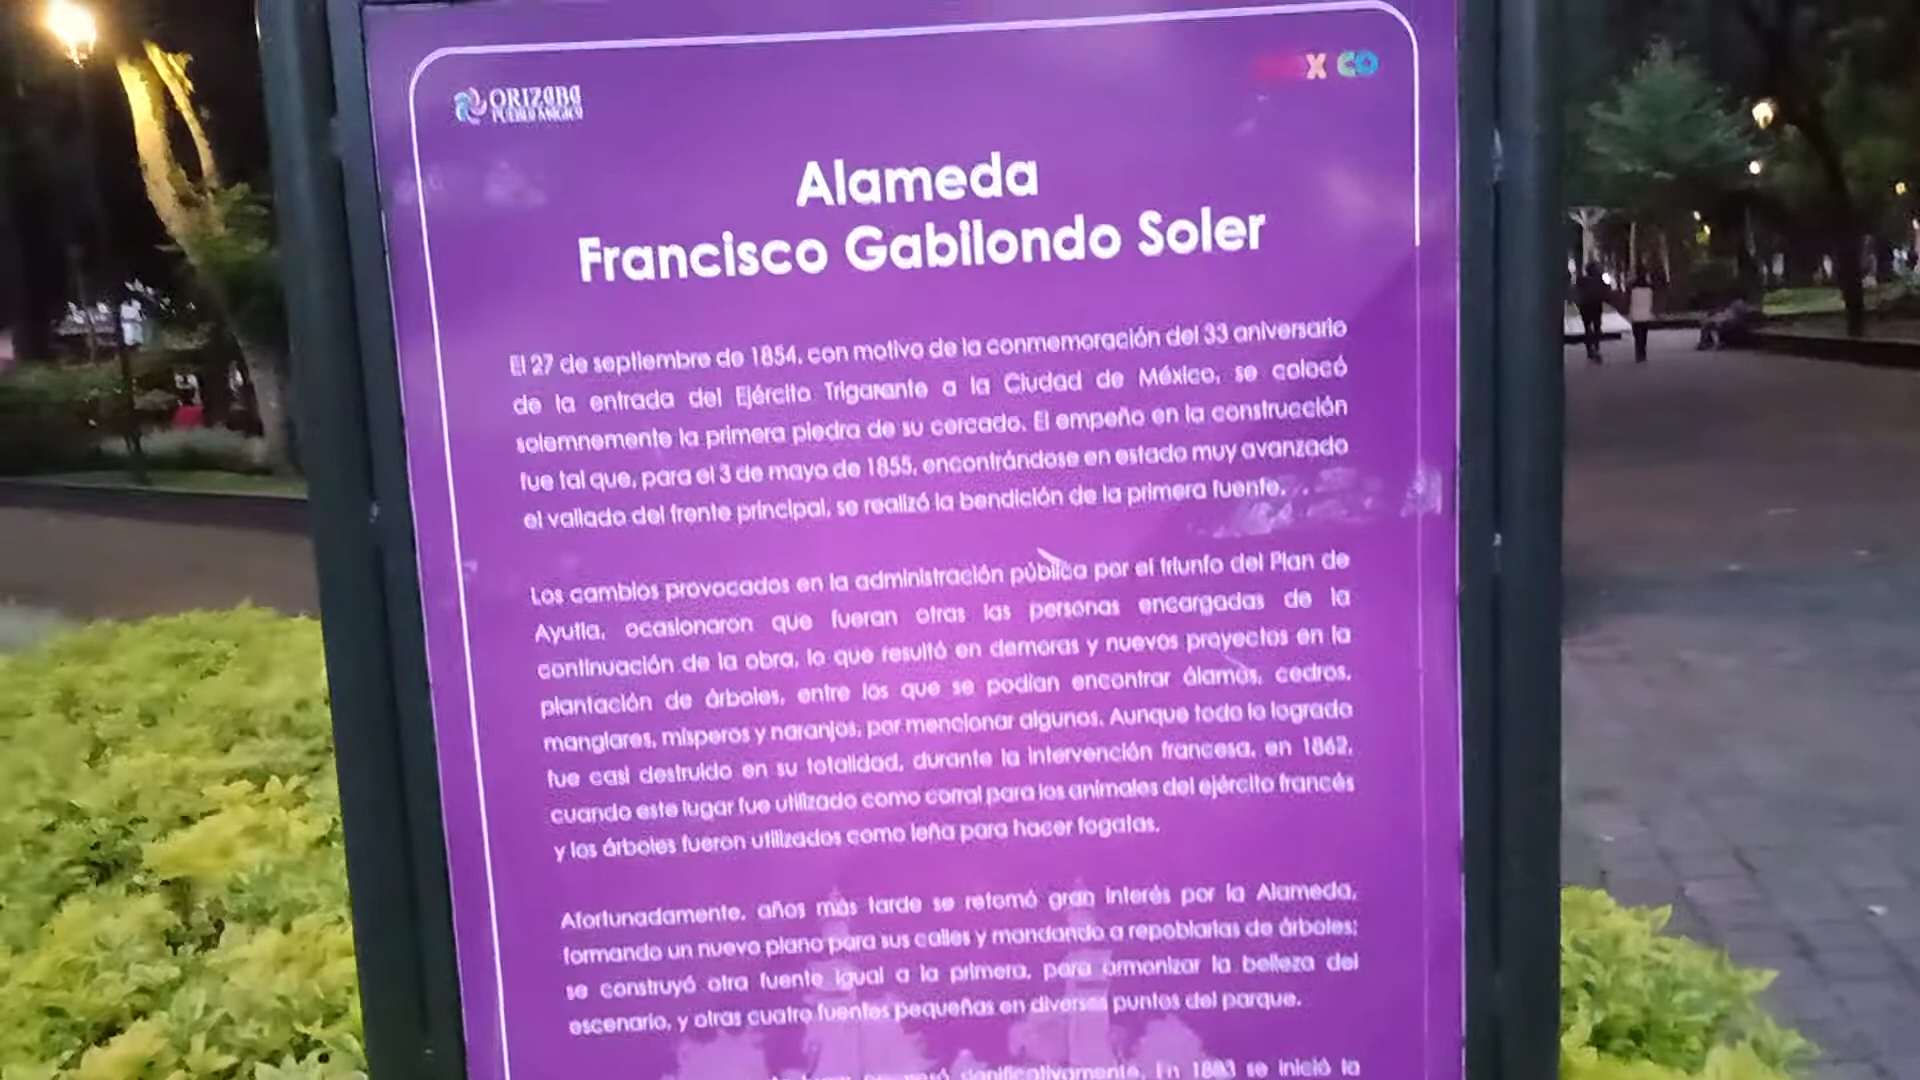 ORIZABA
PUEBLO MÁGICO
XCO
Alameda
Francisco Gabilondo Soler
El 27 de septiembre de 1854, con motivo de la conmemoración del 33 aniversario
de la entrada del Ejército Trigarante a la Ciudad de México, se colocó
solemnemente la primera piedra de su cercado. El empeño en la construcción
fue tal que, para el 3 de mayo de 1855, encontrándose en estado muy avanzado
el vallado del frente principal, se realizó la bendición de la primera fuente.
Los cambios provocados en la administración pública por el triunfo del Plan de
Ayutla, ocasionaron que fueran otras las personas encargadas de la
continuación de la obra, lo que resultó en demoras y nuevos proyectos en la
plantación de árboles, entre los que se podían encontrar álamos, cedros,
manglares, nísperos y naranjos, por mencionar algunos. Aunque todo lo logrado
fue casi destruido en su totalidad, durante la intervención francesa, en 1862,
cuando este lugar fue utilizado como corral para los animales del ejército francés
y los árboles fueron utilizados como leña para hacer fogatas.
Afortunadamente, años más tarde se retomó gran interés por la Alameda,
formando un nuevo plano para sus calles y mandando a repoblarlas de árboles;
se construyó otra fuente igual a la primera, para armonizar la belleza del
escenario, y otras cuatro fuentes pequeñas en diversos puntos del parque.
significativamente. En 1883 se inició la